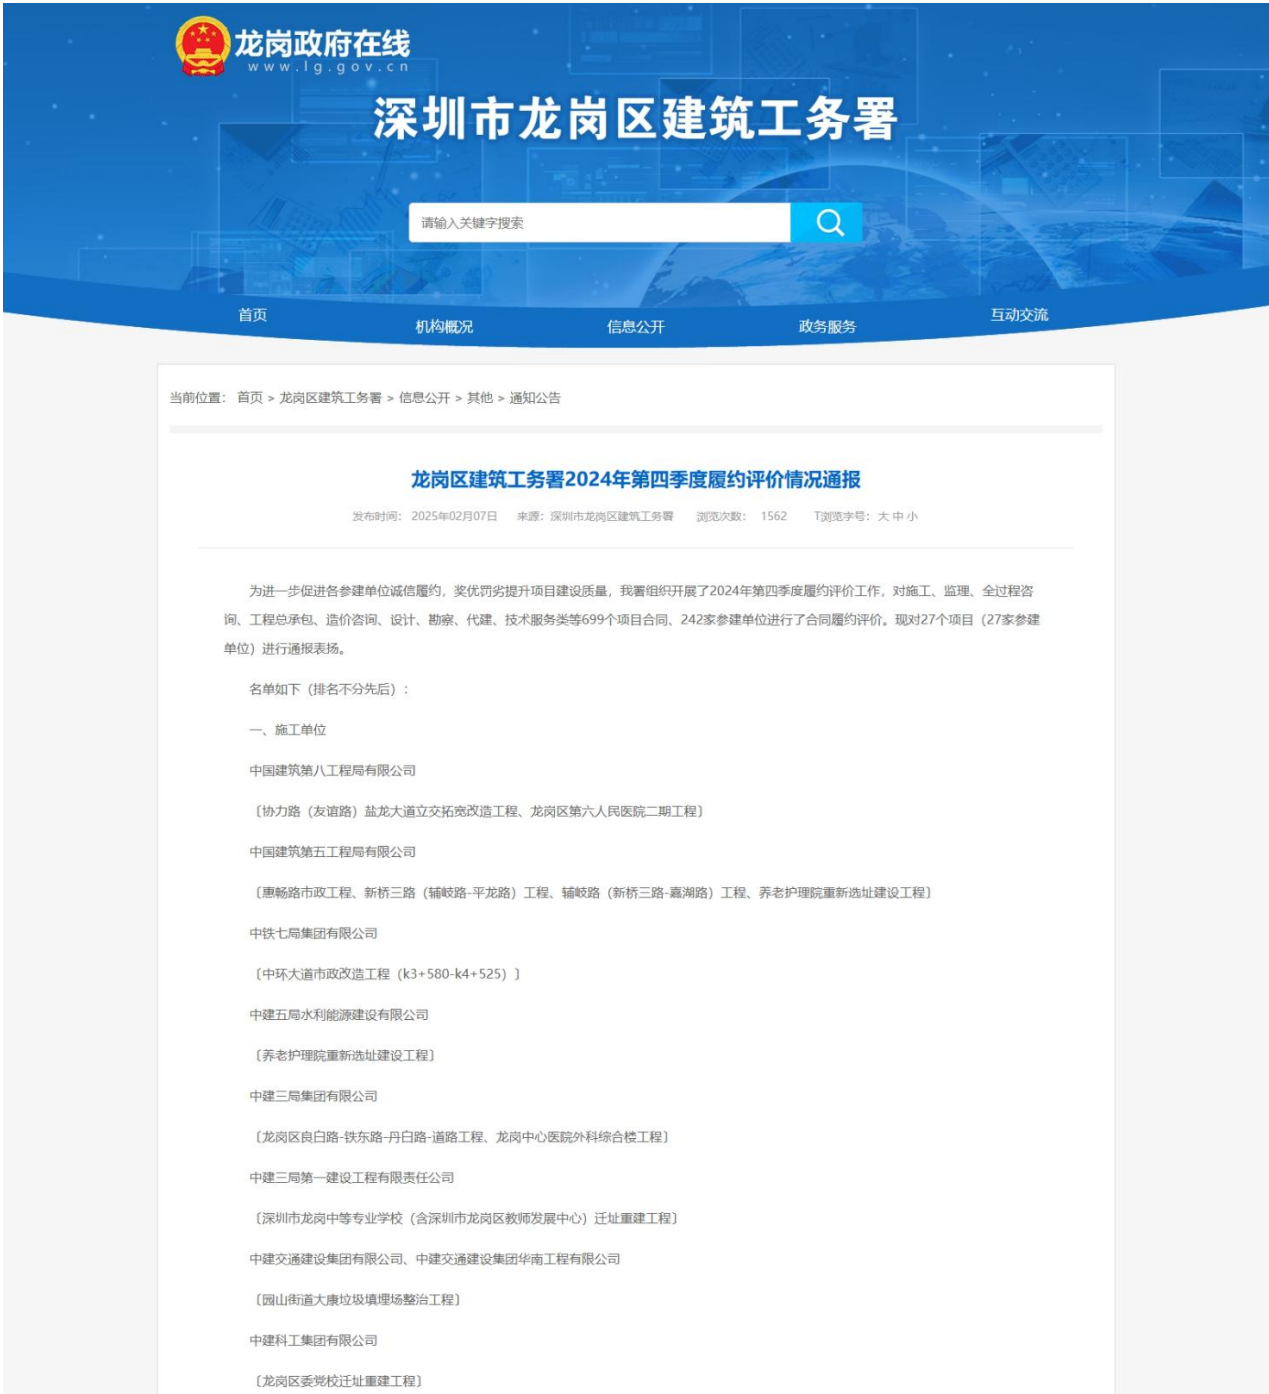 龙岗政府在线
www.lg.gov.cn
深圳市龙岗区建筑工务署
请输入关键字搜索
首页
机构概况
信息公开
政务服务
互动交流
当前位置： 首页 > 龙岗区建筑工务署 > 信息公开 > 其他 > 通知公告
龙岗区建筑工务署2024年第四季度履约评价情况通报
发布时间： 2025年02月07日 来源：深圳市龙岗区建筑工务署 浏览次数： 1562 T浏览字号：大 中 小
为进一步促进各参建单位诚信履约，奖优罚劣提升项目建设质量，我署组织开展了2024年第四季度履约评价工作，对施工、监理、全过程咨
询、工程总承包、造价咨询、设计、勘察、代建、技术服务类等699个项目合同、242家参建单位进行了合同履约评价。现对27个项目（27家参建
单位）进行通报表扬。
名单如下（排名不分先后）：
一、施工单位
中国建筑第八工程局有限公司
〔协力路（友谊路）盐龙大道立交拓宽改造工程、龙岗区第六人民医院二期工程〕
中国建筑第五工程局有限公司
〔惠畅路市政工程、新桥三路（辅岐路-平龙路）工程、辅岐路（新桥三路-嘉湖路）工程、养老护理院重新选址建设工程〕
中铁七局集团有限公司
〔中环大道市政改造工程（k3+580-k4+525）〕
中建五局水利能源建设有限公司
〔养老护理院重新选址建设工程〕
中建三局集团有限公司
〔龙岗区良白路-铁东路-丹白路-道路工程、龙岗中心医院外科综合楼工程〕
中建三局第一建设工程有限责任公司
〔深圳市龙岗中等专业学校（含深圳市龙岗区教师发展中心）迁址重建工程〕
中建交通建设集团有限公司、中建交通建设集团华南工程有限公司
〔园山街道大康垃圾填埋场整治工程〕
中建科工集团有限公司
〔龙岗区委党校迁址重建工程〕